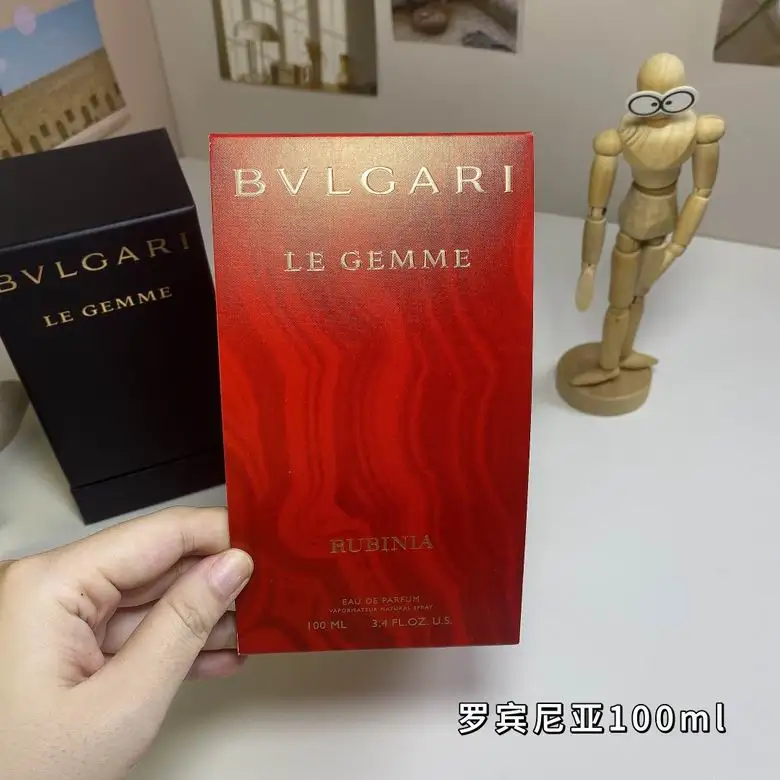 BVLGARI
LE GEMME
BVLGARI
LE GEMME
RUBINIA
EAU DE PARFUM
VAPORISATEUR NATURAL SPRAY
100 ML 3,4 FL.OZ. U.S.
罗宾尼亚100ml